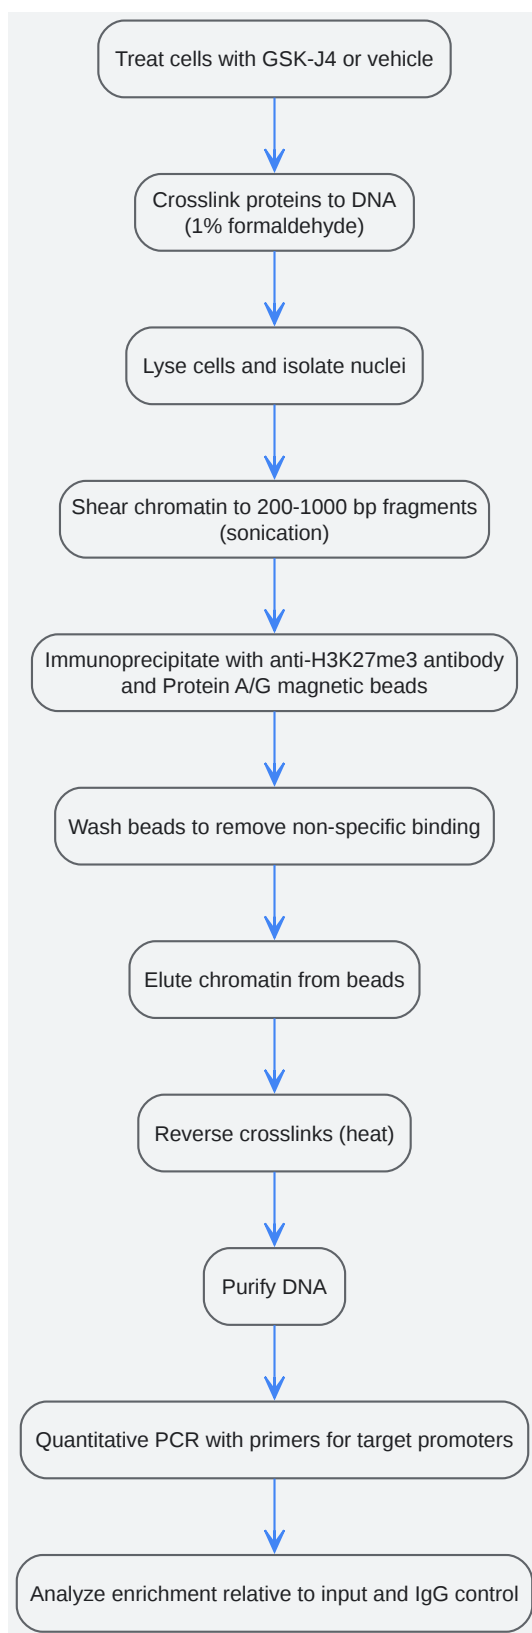 Treat cells with GSK-J4 or vehicle
Crosslink proteins to DNA
(1% formaldehyde)
Lyse cells and isolate nuclei
Shear chromatin to 200-1000 bp fragments
(sonication)
Immunoprecipitate with anti-H3K27me3 antibody
and Protein A/G magnetic beads
Wash beads to remove non-specific binding
Elute chromatin from beads
Reverse crosslinks (heat)
Purify DNA
Quantitative PCR with primers for target promoters
Analyze enrichment relative to input and IgG control